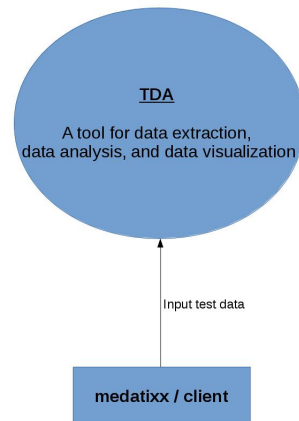 TDA
A tool for data extraction,
data analysis, and data visualization
Input test data
medatixx / client